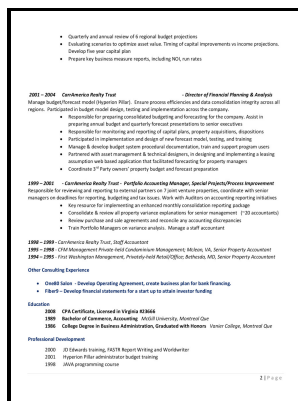 • Quarterly and annual review of 6 regional budget projections
• Evaluating scenarios to optimize asset value. Timing of capital improvements vs income projections.
Develop five year capital plan
• Prepare key business measure reports, including NOI, run rates
2001 – 2004 CarrAmerica Realty Trust - Director of Financial Planning & Analysis
Manage budget/forecast model (Hyperion Pillar). Ensure process efficiencies and data consistency integrity across all
regions. Participated in budget model design, testing and implementation across the company.
• Responsible for preparing consolidated budgeting and forecasting for the company. Assist in
preparing annual budget and quarterly forecast presentations to senior executives
• Responsible for monitoring and reporting of capital plans, property acquisitions, dispositions
• Participated in implementation and design of new forecast model, testing, and training
• Manage & develop budget system procedural documentation, train and support program users
• Partnered with asset management & technical designers, in designing and implementing a leasing
assumption web based application that facilitated forecasting for property managers
• Coordinate 3rd Party owners' property budget and forecast preparation
1999 – 2001 - CarrAmerica Realty Trust - Portfolio Accounting Manager, Special Projects/Process Improvement
Responsible for reviewing and reporting to external partners on 7 joint venture properties, coordinate with senior
managers on deadlines for reporting, budgeting and tax issues. Work with Auditors on accounting reporting initiatives
• Key resource for implementing an enhanced monthly consolidation reporting package
• Consolidate & review all property variance explanations for senior management (~20 accountants)
• Review purchase and sale agreements and reconcile any accounting discrepancies
• Train Portfolio Managers on variance analysis. Manage a staff accountant
1998 – 1999 - CarrAmerica Realty Trust, Staff Accountant
1995 – 1998 - CFM Management Private-held Condominium Management; Mclean, VA, Senior Property Accountant
1994 – 1995 - First Washington Management, Privately-held Retail/Office; Bethesda, MD, Senior Property Accountant
Other Consulting Experience
• One80 Salon - Develop Operating Agreement, create business plan for bank financing.
• Fiber9 – Develop financial statements for a start up to attain investor funding
Education
2008 CPA Certificate, Licensed in Virginia #23666
1989 Bachelor of Commerce, Accounting McGill University, Montreal Que
1986 College Degree in Business Administration, Graduated with Honors Vanier College, Montreal Que
Professional Development
2000 JD Edwards training, FASTR Report Writing and Worldwriter
2001 Hyperion Pillar administrator budget training
1998 JAVA programming course
2 | Page